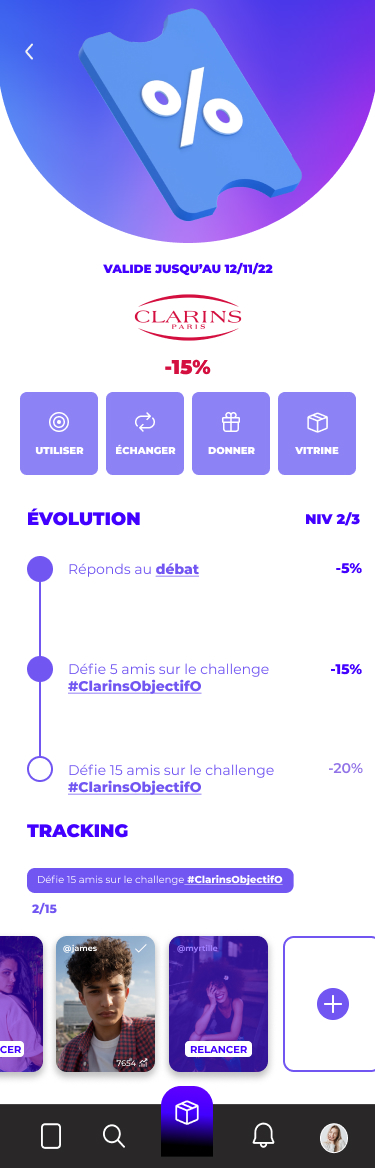 %
VALIDE JUSQU'AU 12/11/22
CLARINS
PARIS
-15%
UTILISER
ÉCHANGER
DONNER
VITRINE
ÉVOLUTION
NIV 2/3
Réponds au débat
-5%
Défie 5 amis sur le challenge
#ClarinsObjectifO
-15%
Défie 15 amis sur le challenge
#ClarinsObjectifO
-20%
TRACKING
Défie 15 amis sur le challenge #ClarinsObjectifO
2/15
@james
@myrtille
CER
7654
RELANCER